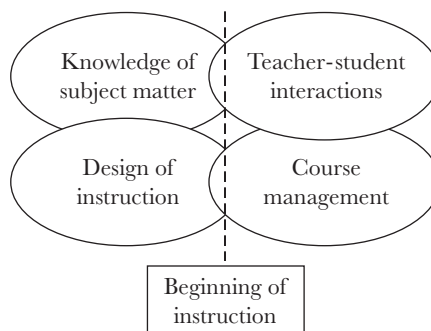 Knowledge of
subject matter
Teacher-student
interactions
Design of
instruction
Course
management
Beginning of
instruction